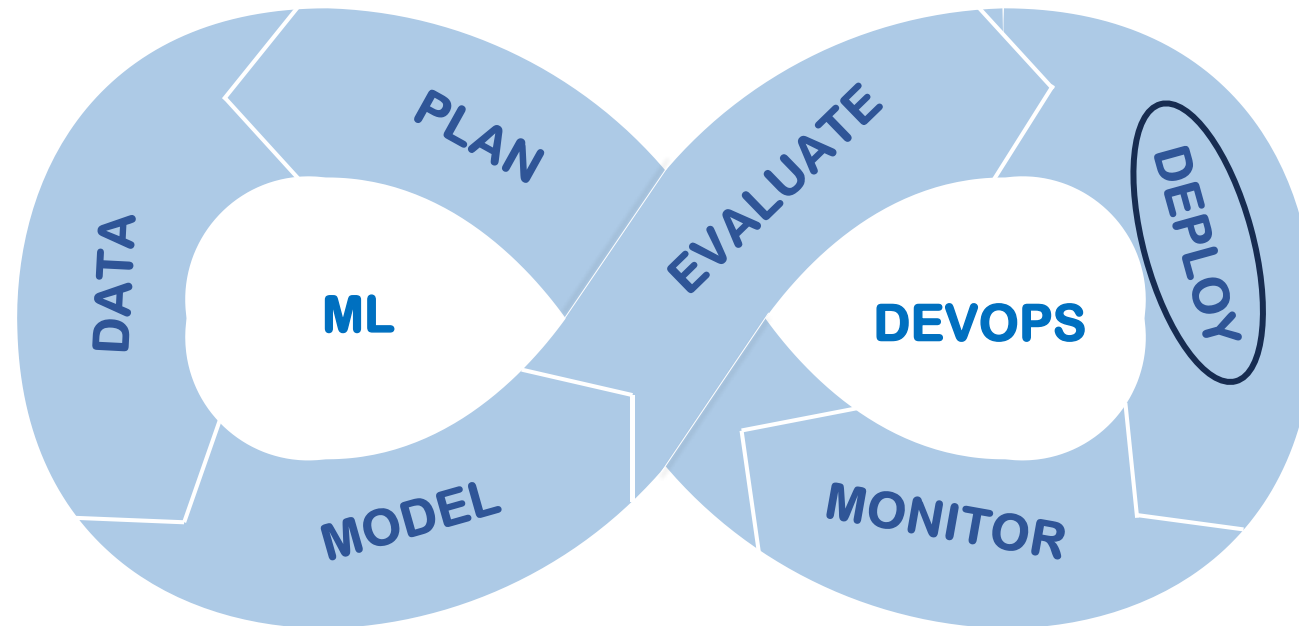 PLAN
EVALUATE
DEPLOY
DATA
ML
DEVOPS
MODEL
MONITOR